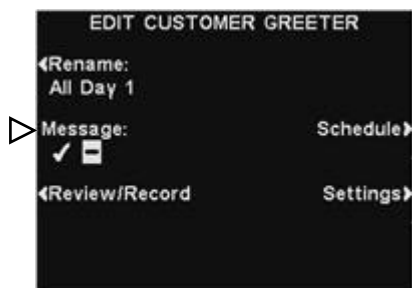 EDIT CUSTOMER GREETER
Rename:
All Day 1
Message:
Schedule
Review/Record
Settings